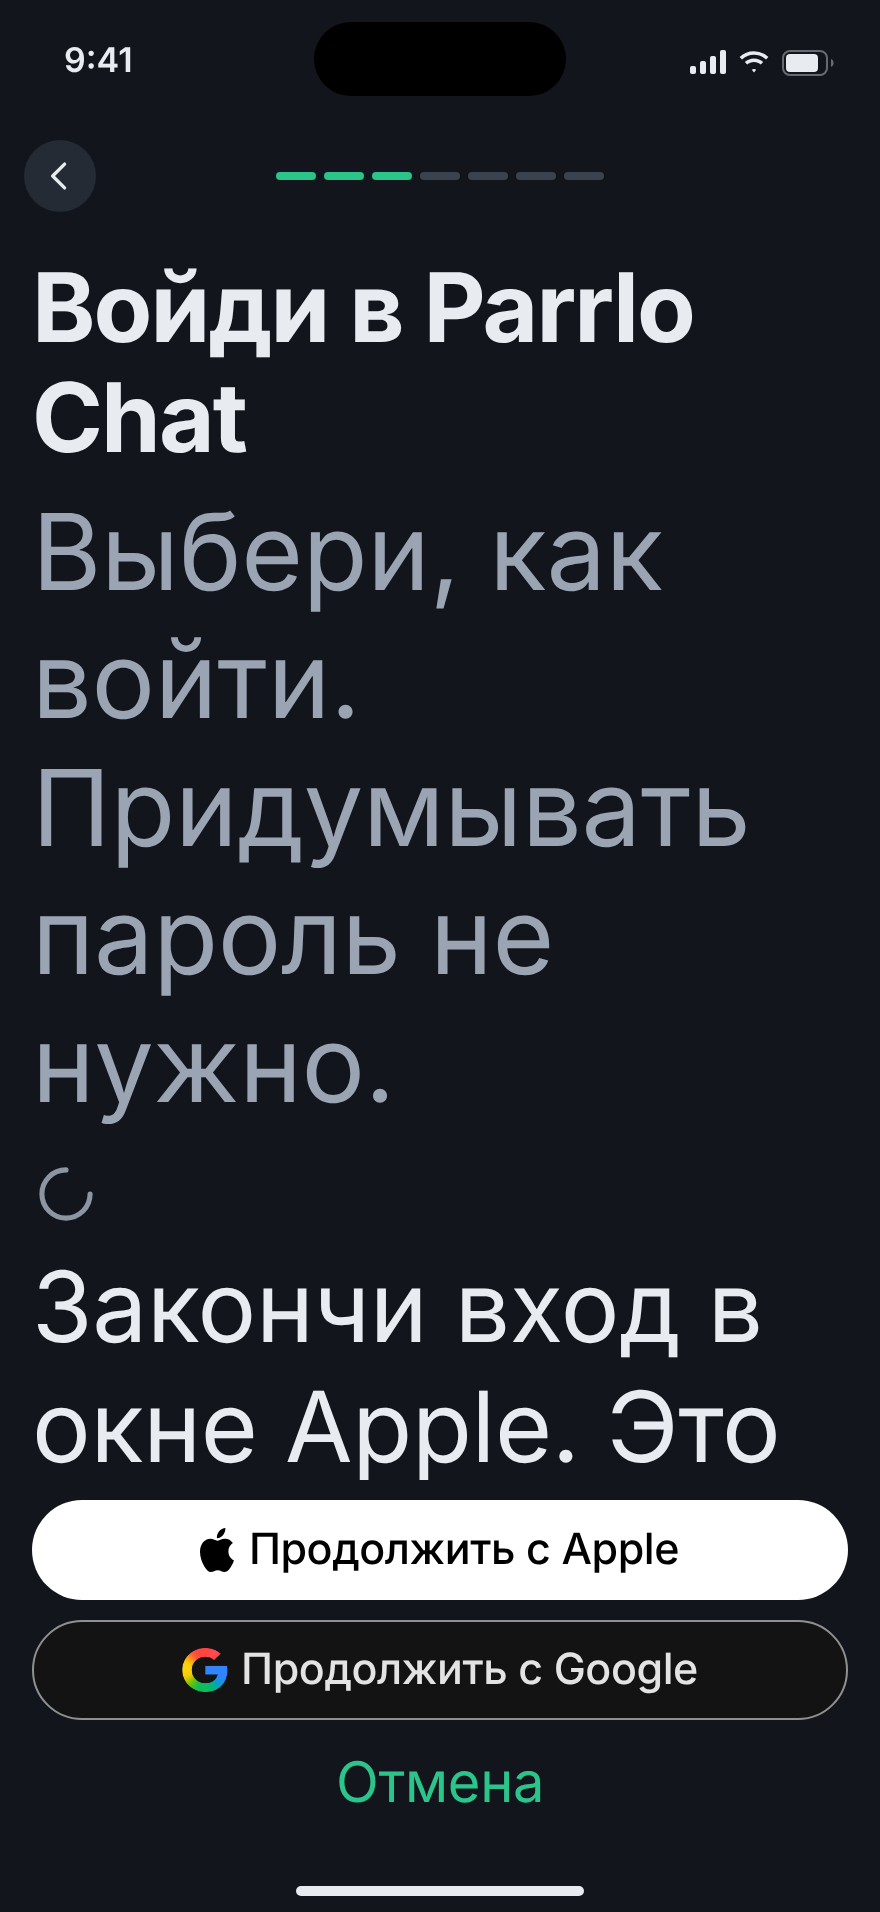 9:41
Войди в Parrlo
Chat
Выбери, как
войти.
Придумывать
пароль не
нужно.
Закончи вход в
окне Apple. Это
Продолжить с Apple
Продолжить с Google
Отмена